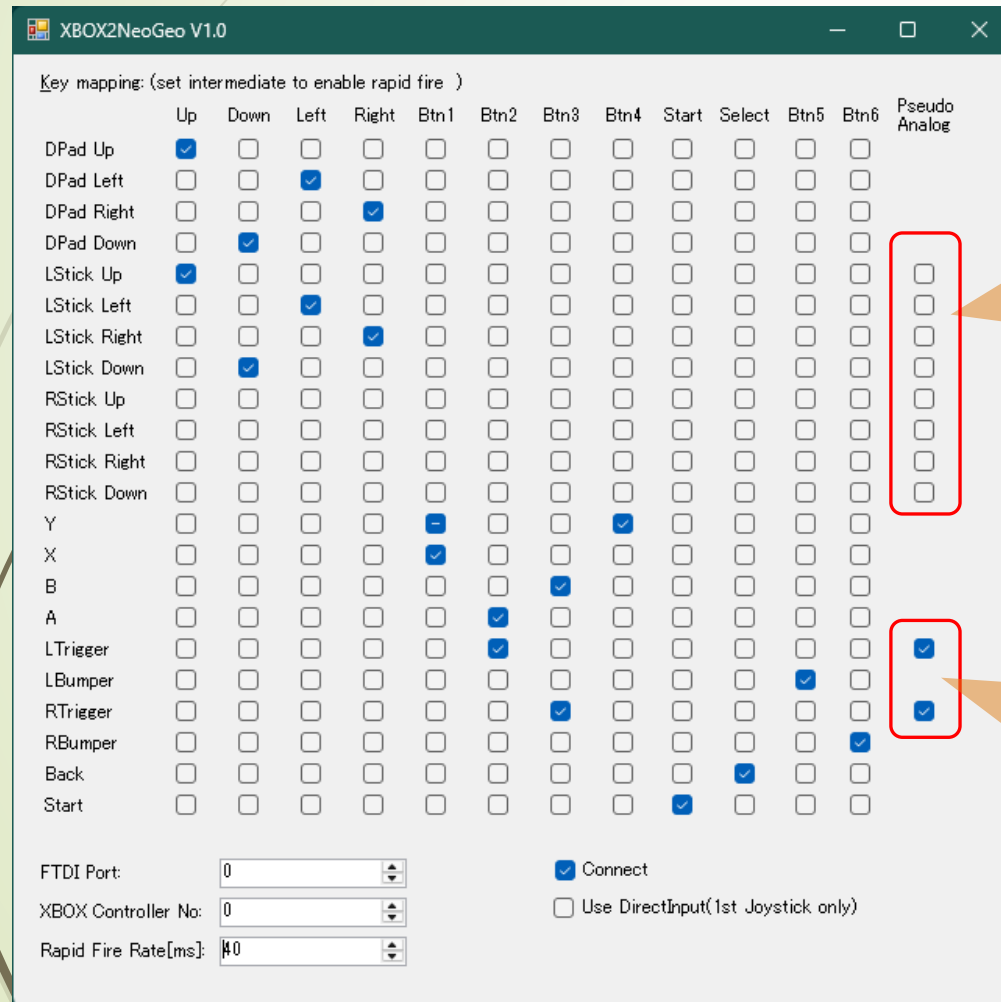 XBOX2NeoGeo V1.0
Key mapping: (set intermediate to enable rapid fire )
Up Down Left Right Btn1 Btn2 Btn3 Btn4 Start Select Btn5 Btn6 Pseudo Analog
DPad Up
DPad Left
DPad Right
DPad Down
LStick Up
LStick Left
LStick Right
LStick Down
RStick Up
RStick Left
RStick Right
RStick Down
Y
X
B
A
LTrigger
LBumper
RTrigger
RBumper
Back
Start
FTDI Port: 0 Connect
XBOX Controller No: 0 Use DirectInput(1st Joystick only)
Rapid Fire Rate[ms]: 40